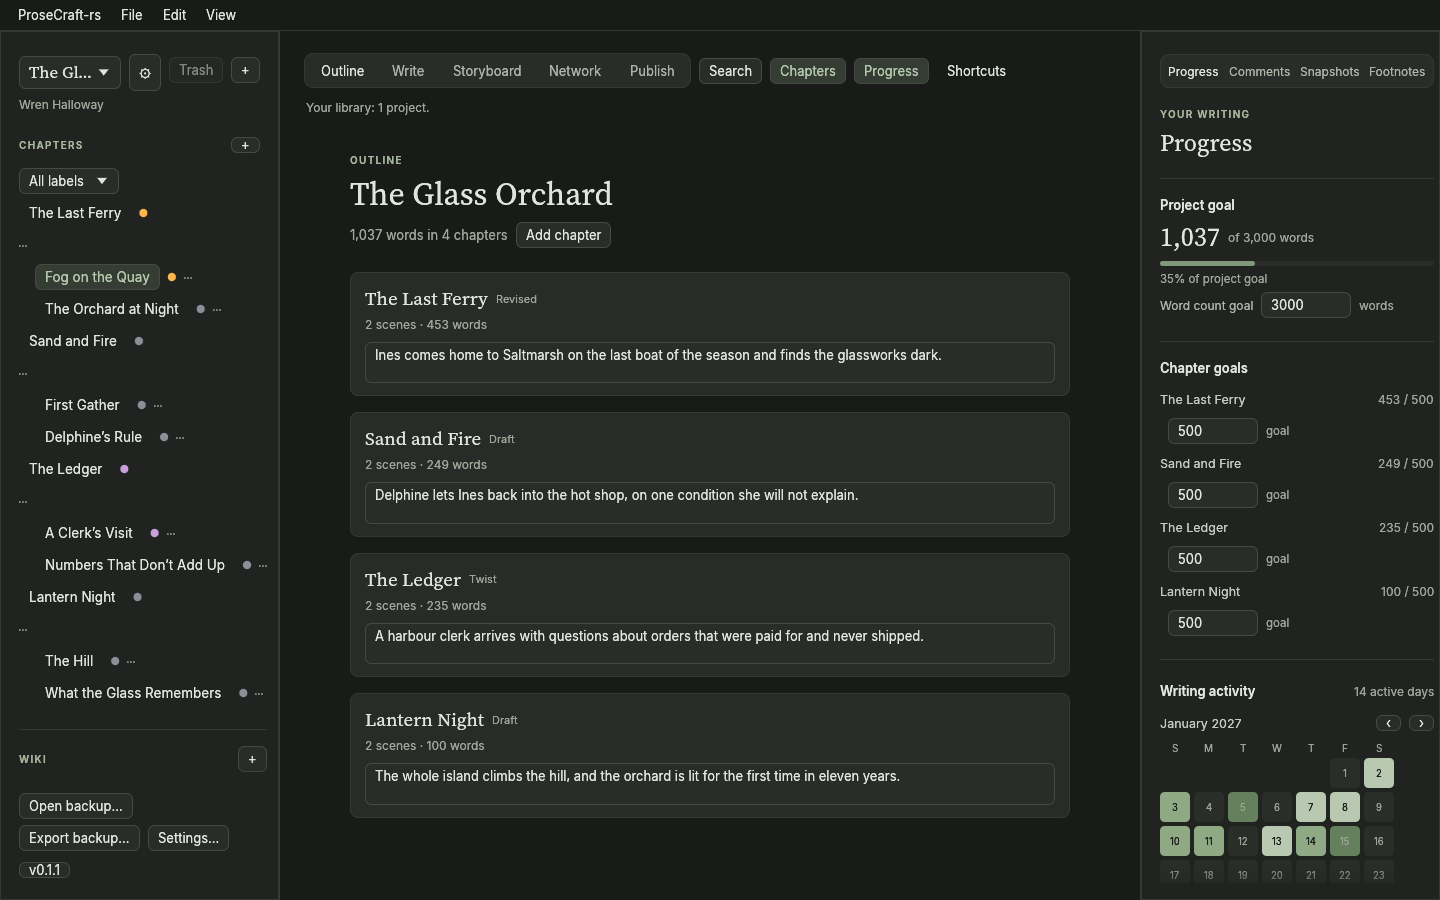 ProseCraft-rs File Edit View
The Gl... Trash +
Wren Halloway
CHAPTERS +
All labels
The Last Ferry
...
Fog on the Quay ...
The Orchard at Night ...
Sand and Fire
...
First Gather ...
Delphine’s Rule ...
The Ledger
...
A Clerk’s Visit ...
Numbers That Don’t Add Up ...
Lantern Night
...
The Hill ...
What the Glass Remembers ...
WIKI +
Open backup...
Export backup... Settings...
v0.1.1
Outline Write Storyboard Network Publish Search Chapters Progress Shortcuts
Your library: 1 project.
OUTLINE
The Glass Orchard
1,037 words in 4 chapters Add chapter
The Last Ferry Revised
2 scenes · 453 words
Ines comes home to Saltmarsh on the last boat of the season and finds the glassworks dark.
Sand and Fire Draft
2 scenes · 249 words
Delphine lets Ines back into the hot shop, on one condition she will not explain.
The Ledger Twist
2 scenes · 235 words
A harbour clerk arrives with questions about orders that were paid for and never shipped.
Lantern Night Draft
2 scenes · 100 words
The whole island climbs the hill, and the orchard is lit for the first time in eleven years.
Progress Comments Snapshots Footnotes
YOUR WRITING
Progress
Project goal
1,037 of 3,000 words
35% of project goal
Word count goal 3000 words
Chapter goals
The Last Ferry 453 / 500
500 goal
Sand and Fire 249 / 500
500 goal
The Ledger 235 / 500
500 goal
Lantern Night 100 / 500
500 goal
Writing activity 14 active days
January 2027 ‹ ›
S M T W T F S
1 2
3 4 5 6 7 8 9
10 11 12 13 14 15 16
17 18 19 20 21 22 23